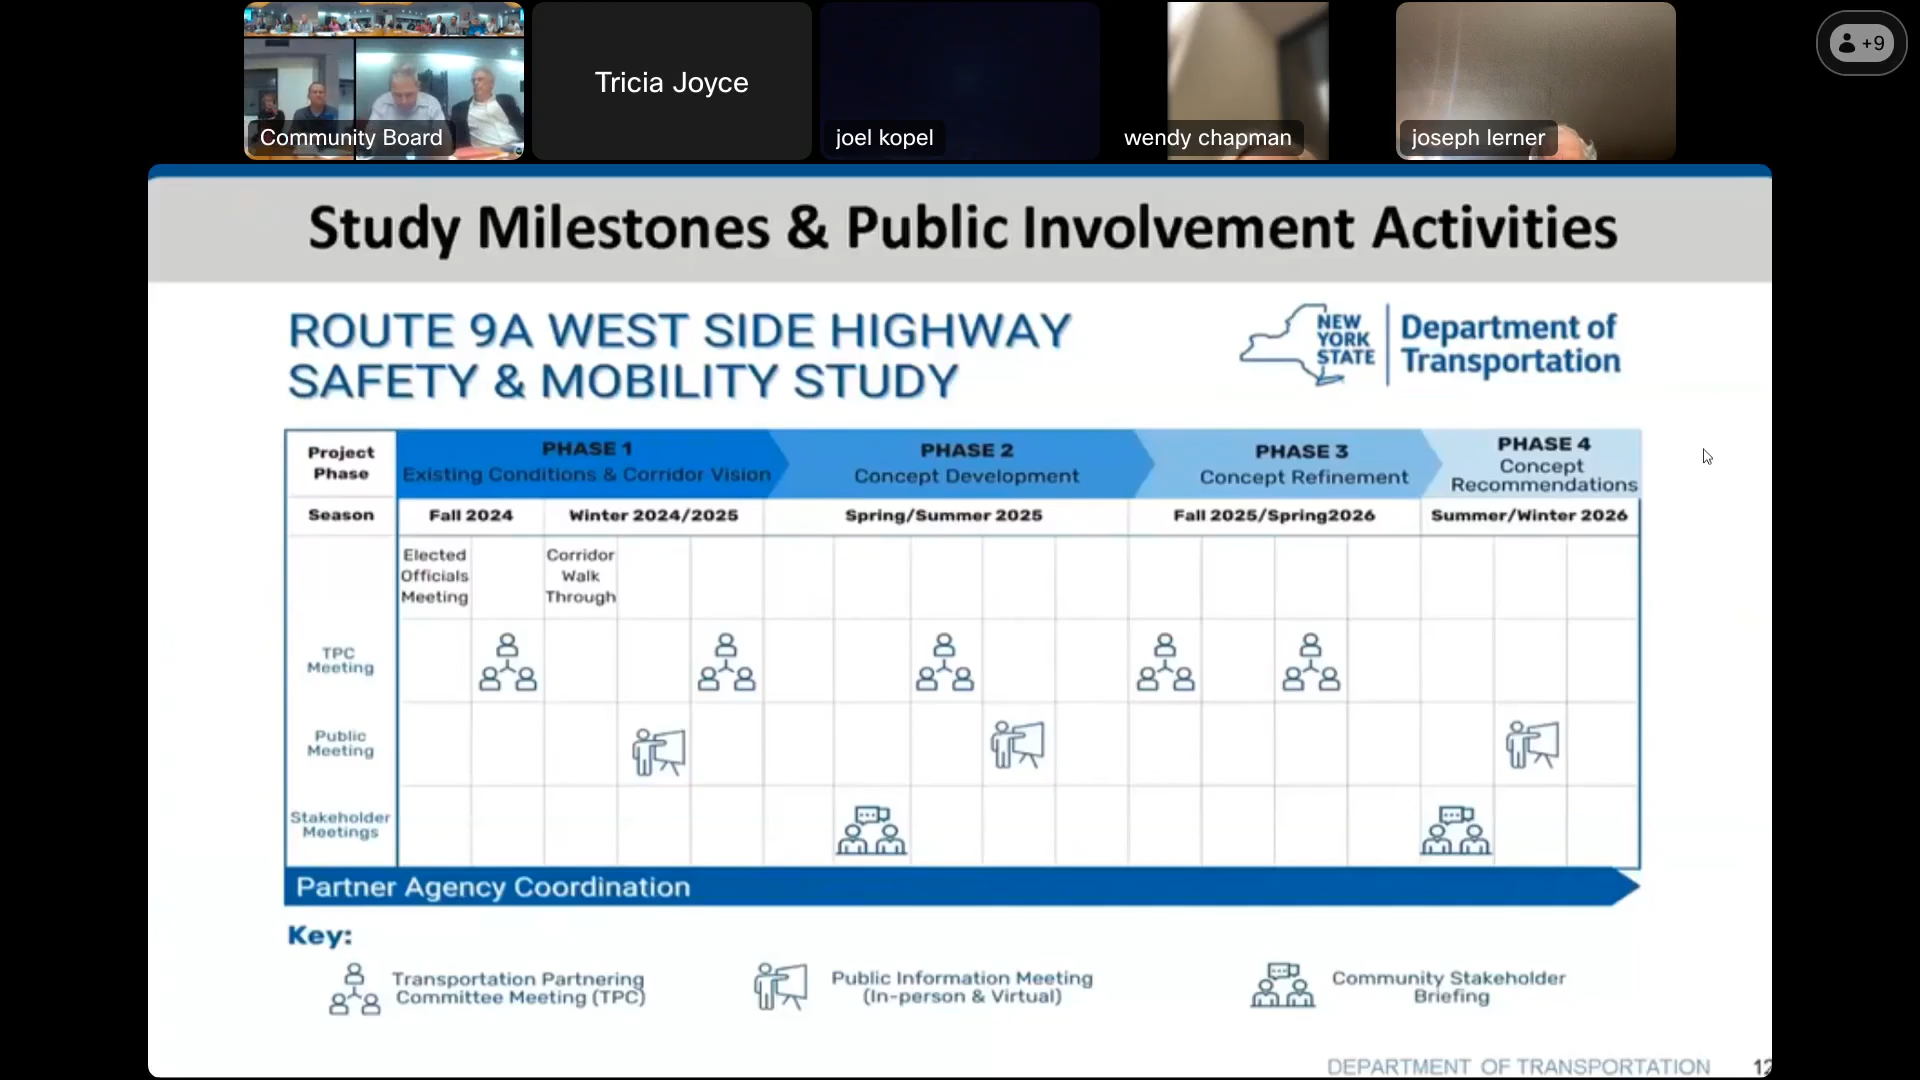 Tricia Joyce
+9
Community Board
joel kopel
wendy chapman
joseph lerner
Study Milestones & Public Involvement Activities
ROUTE 9A WEST SIDE HIGHWAY
SAFETY & MOBILITY STUDY
NEW
YORK
STATE
Department of
Transportation
Project
Phase
PHASE 1
Existing Conditions & Corridor Vision
PHASE 2
Concept Development
PHASE 3
Concept Refinement
PHASE 4
Concept
Recommendations
Season
Fall 2024
Winter 2024/2025
Spring/Summer 2025
Fall 2025/Spring2026
Summer/Winter 2026
Elected
Officials
Meeting
Corridor
Walk
Through
TPC
Meeting
Public
Meeting
Stakeholder
Meetings
Partner Agency Coordination
Key:
Transportation Partnering
Committee Meeting (TPC)
Public Information Meeting
(In-person & Virtual)
Community Stakeholder
Briefing
DEPARTMENT OF TRANSPORTATION
12